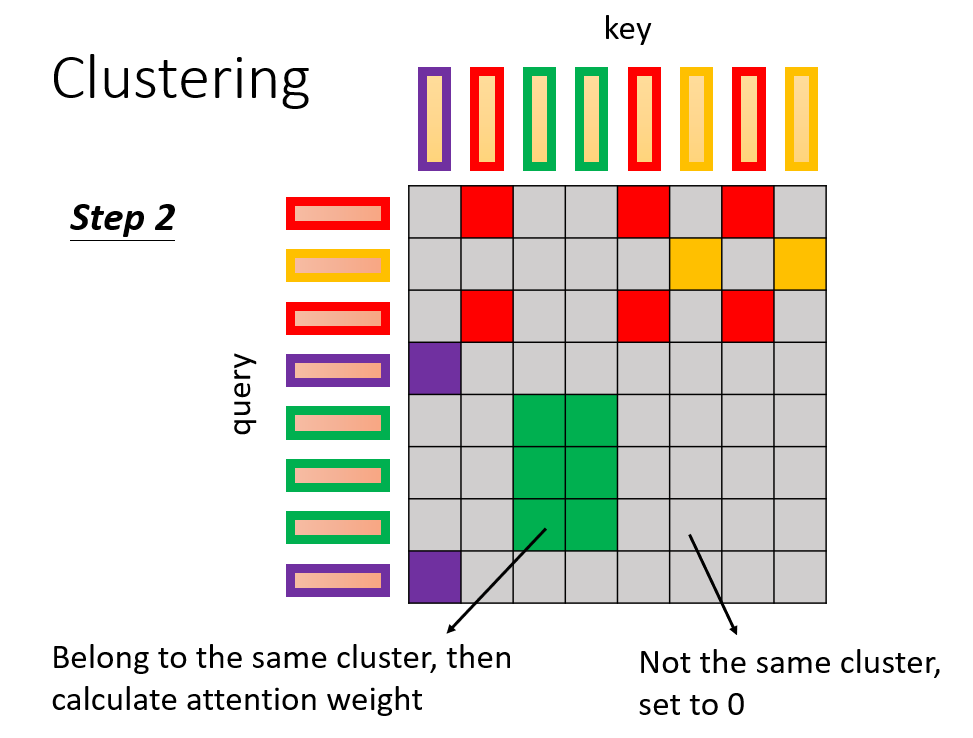 key
Clustering
Step 2
query
Belong to the same cluster, then
calculate attention weight
Not the same cluster,
set to 0